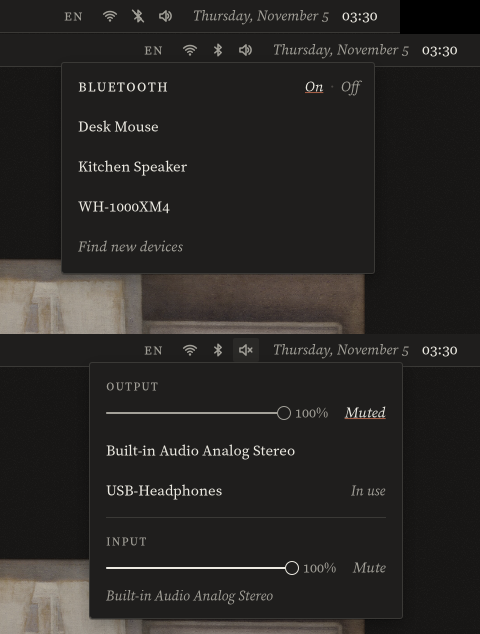 EN Thursday, November 5 03:30
EN Thursday, November 5 03:30
BLUETOOTH On · Off
Desk Mouse
Kitchen Speaker
WH-1000XM4
Find new devices
EN Thursday, November 5 03:30
OUTPUT
100% Muted
Built-in Audio Analog Stereo
USB-Headphones In use
INPUT
100% Mute
Built-in Audio Analog Stereo